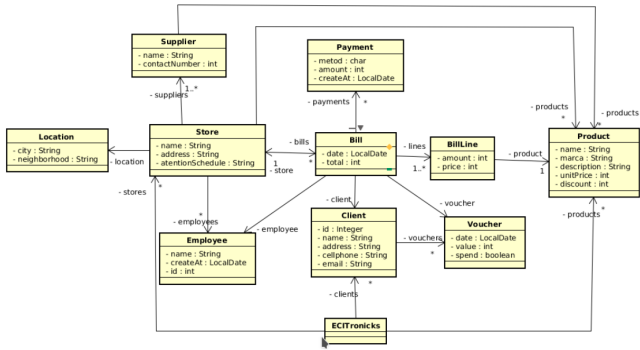 Supplier
- name : String
- contactNumber : int
1..*
- suppliers
Payment
- metod : char
- amount : int
- createAt : LocalDate
- payments
*
- products
*
- products
*
Location
- city : String
- neighborhood : String
- location
Store
- name : String
- address : String
- atentionSchedule : String
- bills
*
1
- store
Bill
- date : LocalDate
- total : int
- lines
1..*
BillLine
- amount : int
- price : int
- product
1
Product
- name : String
- marca : String
- description : String
- unitPrice : int
- discount : int
- products
*
- stores
*
- employees
*
Employee
- name : String
- createAt : LocalDate
- id : int
- employee
- client
Client
- id : Integer
- name : String
- address : String
- cellphone : String
- email : String
- voucher
- vouchers
*
Voucher
- date : LocalDate
- value : int
- spend : boolean
*
- clients
ECITronicks